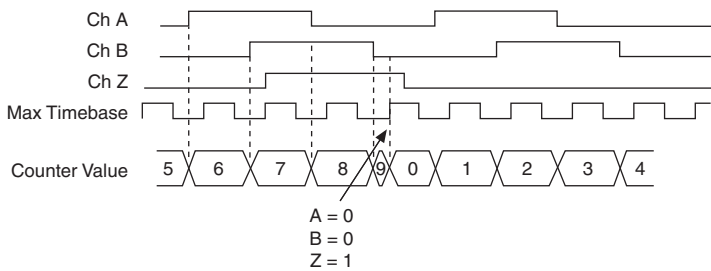 Ch A
Ch B
Ch Z
Max Timebase
Counter Value 5 6 7 8 9 0 1 2 3 4
A = 0
B = 0
Z = 1